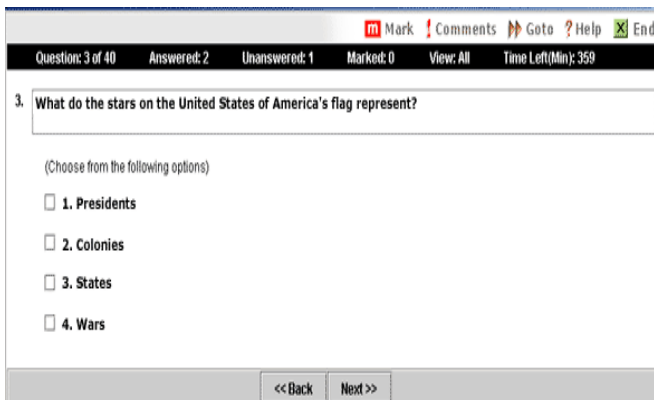 m Mark ! Comments Goto ? Help X End
Question: 3 of 40 Answered: 2 Unanswered: 1 Marked: 0 View: All Time Left(Min): 359
3. What do the stars on the United States of America's flag represent?
(Choose from the following options)
1. Presidents
2. Colonies
3. States
4. Wars
<< Back Next >>